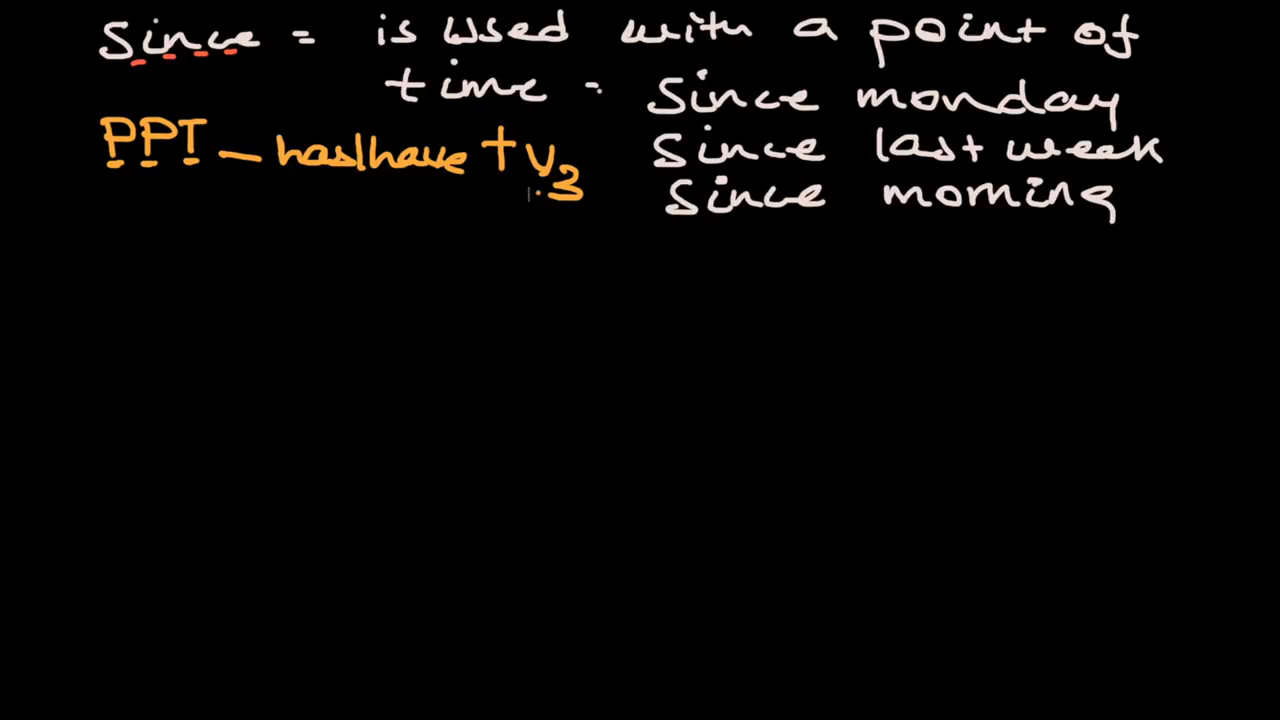 Since = is used with a point of
time - Since monday
PPT - has/have + V3
Since last week
Since morning